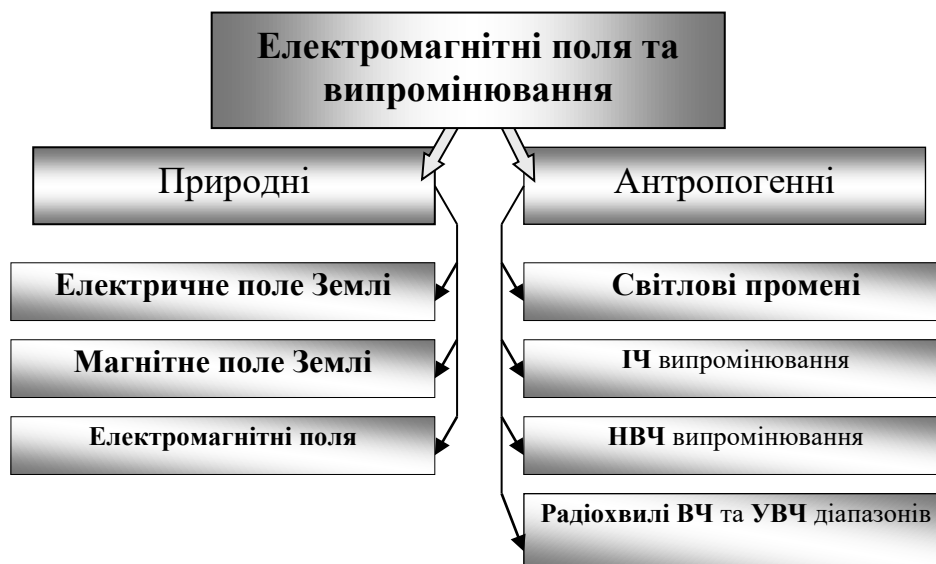 Електромагнітні поля та
випромінювання
Природні
Електричне поле Землі
Магнітне поле Землі
Електромагнітні поля
Антропогенні
Світлові промені
ІЧ випромінювання
НВЧ випромінювання
Радіохвилі ВЧ та УВЧ діапазонів